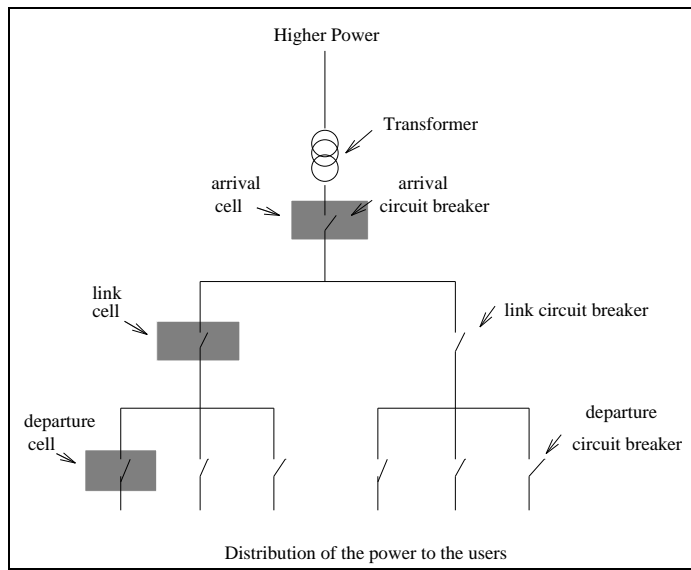 Higher Power
Transformer
arrival
cell
arrival
circuit breaker
link
cell
link circuit breaker
departure
cell
departure
circuit breaker
Distribution of the power to the users